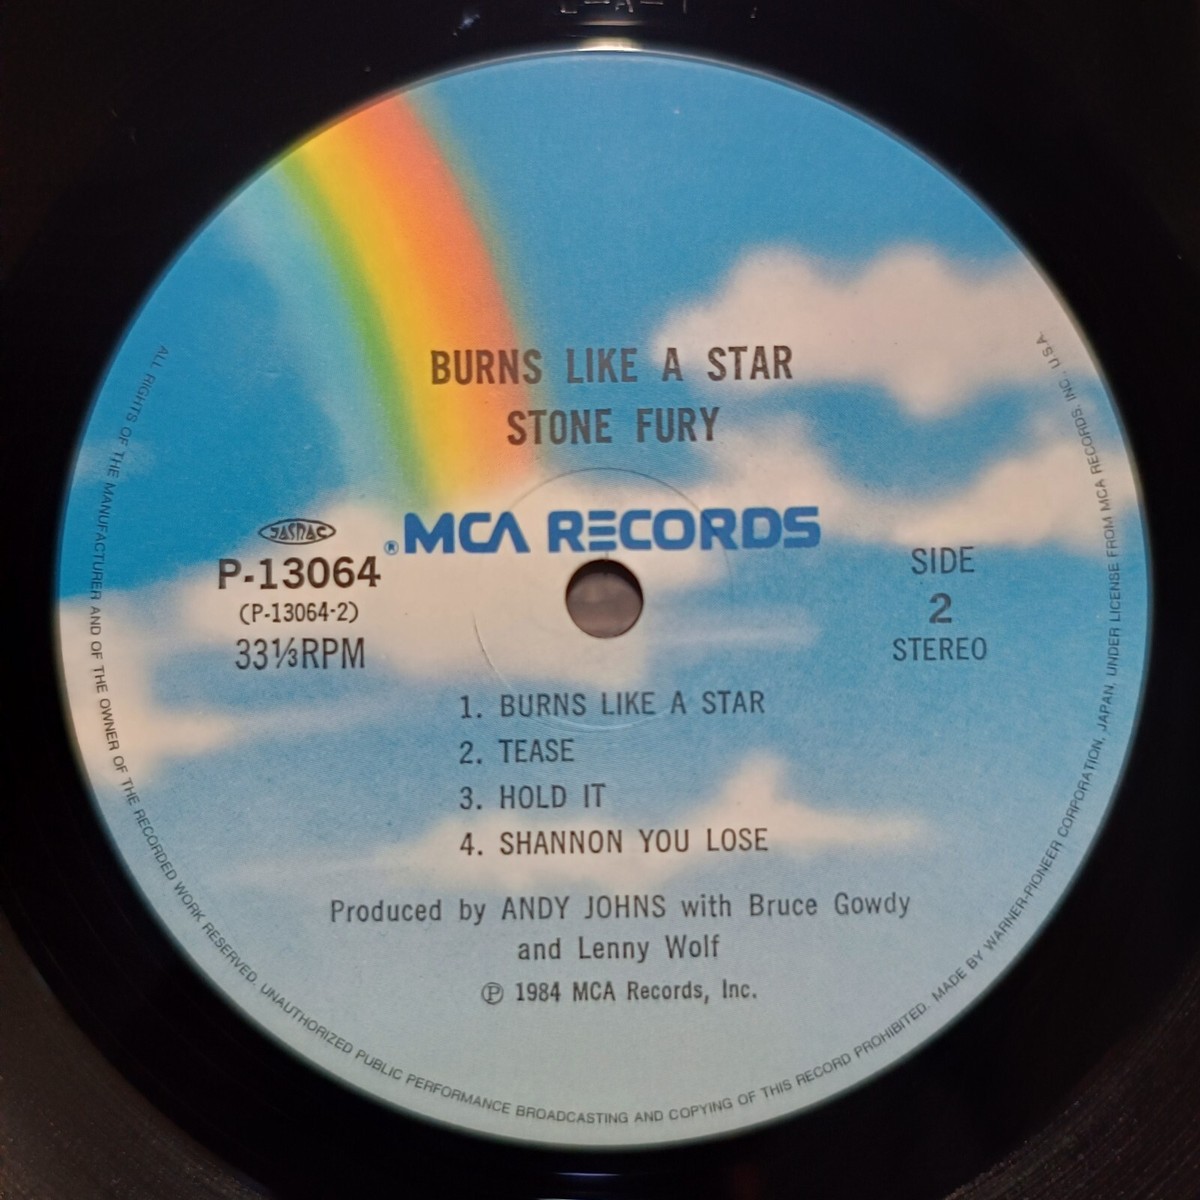 BURNS LIKE A STAR
STONE FURY
JASRAC
® MCA RECORDS
P-13064
(P-13064-2)
33⅓RPM
SIDE
2
STEREO
1. BURNS LIKE A STAR
2. TEASE
3. HOLD IT
4. SHANNON YOU LOSE
Produced by ANDY JOHNS with Bruce Gowdy
and Lenny Wolf
Ⓟ 1984 MCA Records, Inc.
ALL RIGHTS OF THE MANUFACTURER AND OF THE OWNER OF THE RECORDED WORK RESERVED. UNAUTHORIZED PUBLIC PERFORMANCE BROADCASTING AND COPYING OF THIS RECORD PROHIBITED. MADE BY WARNER-PIONEER CORPORATION, JAPAN, UNDER LICENSE FROM MCA RECORDS, INC., U.S.A.